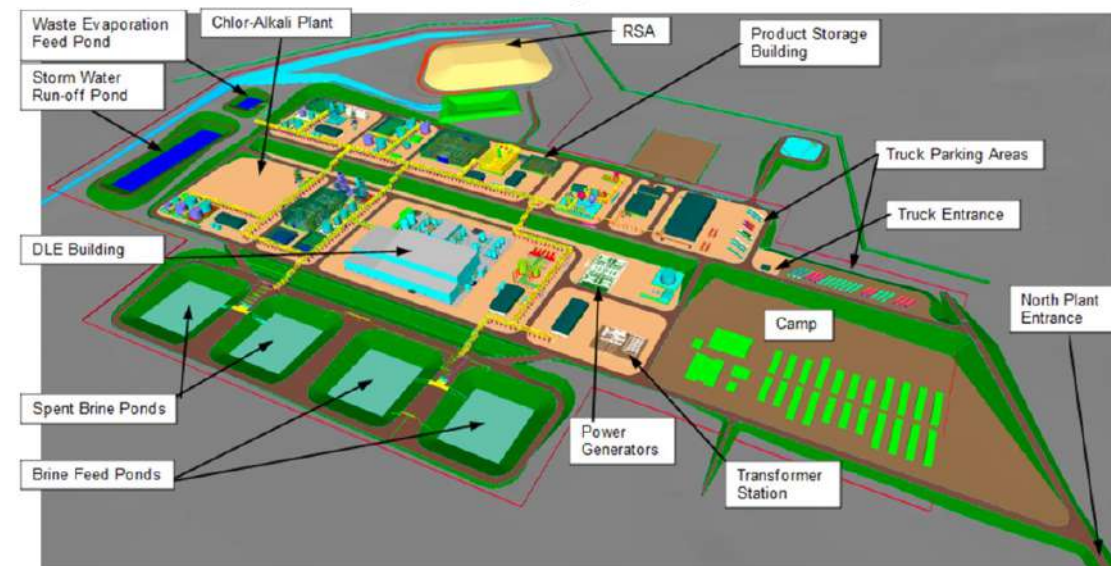 Waste Evaporation
Feed Pond
Chlor-Alkali Plant
RSA
Product Storage
Building
Storm Water
Run-off Pond
Truck Parking Areas
Truck Entrance
DLE Building
North Plant
Entrance
Camp
Spent Brine Ponds
Power
Generators
Brine Feed Ponds
Transformer
Station